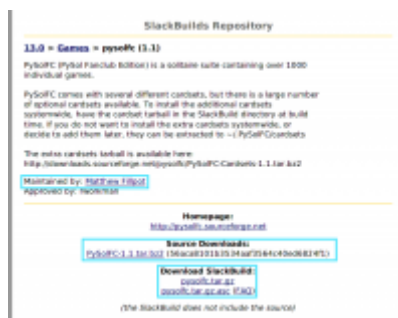 SlackBuilds Repository
13.0 > Games > pysolfc (1.1)
PySolFC (PySol Fanclub Edition) is a solitaire suite containing over 1000
individual games.
PySolFC comes with several different cardsets, but there is a large number
of optional cardsets available. To install the additional cardsets
systemwide, have the cardset tarball in the SlackBuild directory at build
time. If you do not want to install the extra cardsets systemwide, or
decide to add them later, they can be extracted to ~/.PySolFC/cardsets
The extra cardsets tarball is available here:
http://downloads.sourceforge.net/pysolfc/PySolFC-Cardsets-1.1.tar.bz2
Maintained by: Matthew Fillpot
Approved by: rworkman
Homepage:
http://pysolfc.sourceforge.net
Source Downloads:
PySolFC-1.1.tar.bz2
Download SlackBuild:
pysolfc.tar.gz
pysolfc.tar.gz.asc (FAQ)
(the SlackBuild does not include the source)